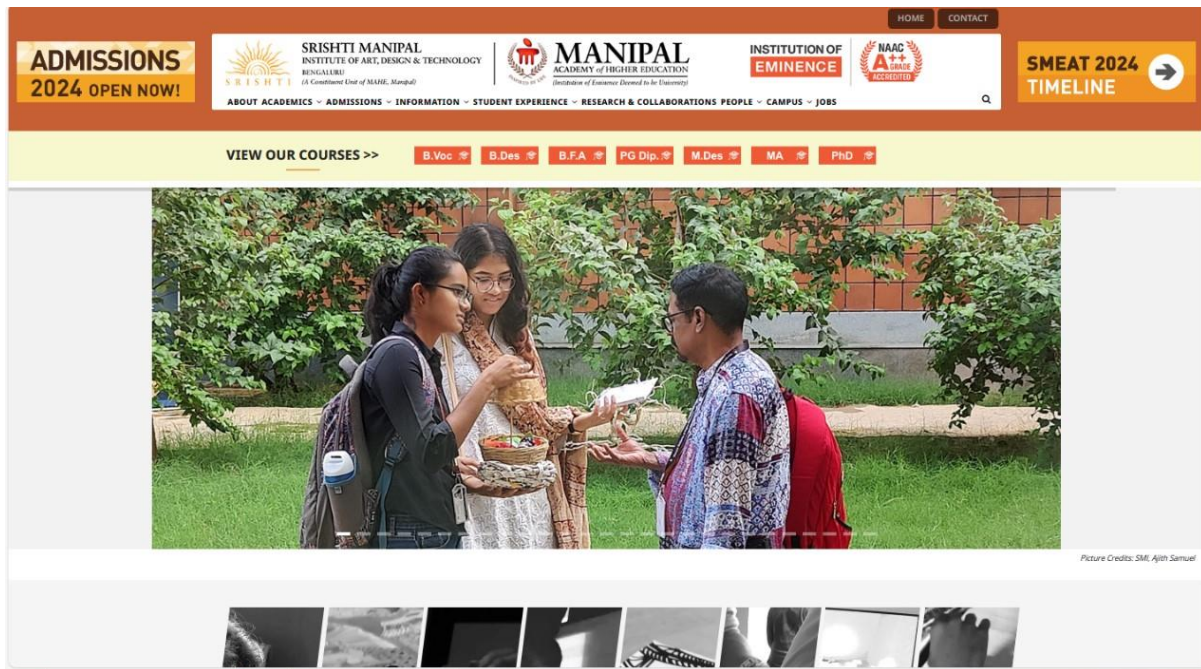 HOME CONTACT
ADMISSIONS
2024 OPEN NOW!
SRISHTI
SRISHTI MANIPAL
INSTITUTE OF ART, DESIGN & TECHNOLOGY
BENGALURU
(A Constituent Unit of MAHE, Manipal)
MANIPAL
ACADEMY of HIGHER EDUCATION
(Institution of Eminence Deemed to be University)
INSTITUTION OF
EMINENCE
NAAC
A++
GRADE
ACCREDITED
SMEAT 2024
TIMELINE
ABOUT ACADEMICS ADMISSIONS INFORMATION STUDENT EXPERIENCE RESEARCH & COLLABORATIONS PEOPLE CAMPUS JOBS
VIEW OUR COURSES >> B.Voc B.Des B.F.A PG Dip. M.Des MA PhD
Picture Credits: SMI, Ajith Samuel